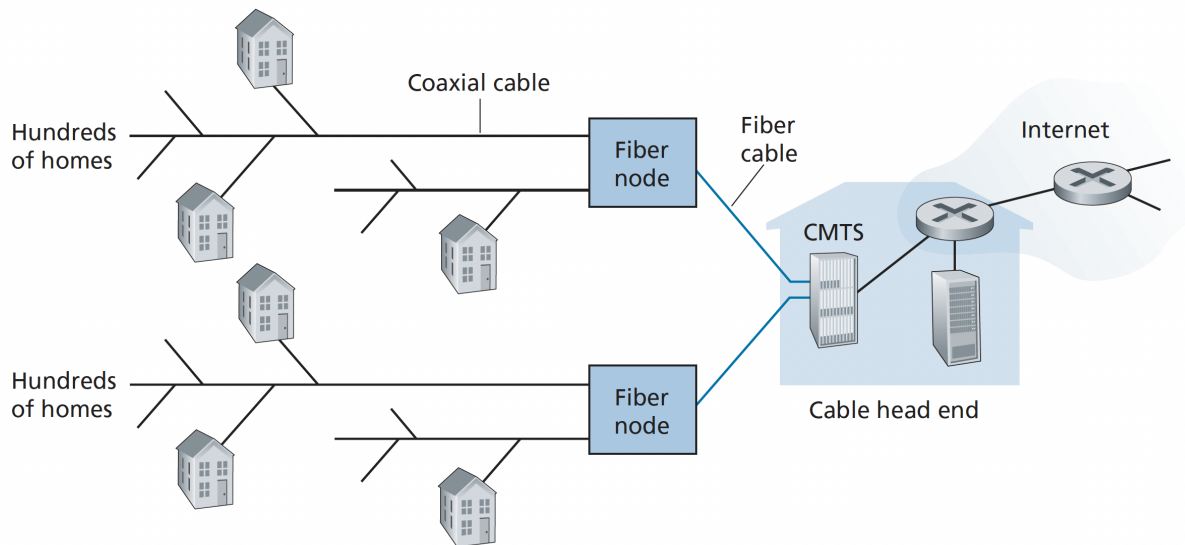 Coaxial cable
Hundreds
of homes
Fiber
node
Fiber
cable
Internet
CMTS
Hundreds
of homes
Fiber
node
Cable head end